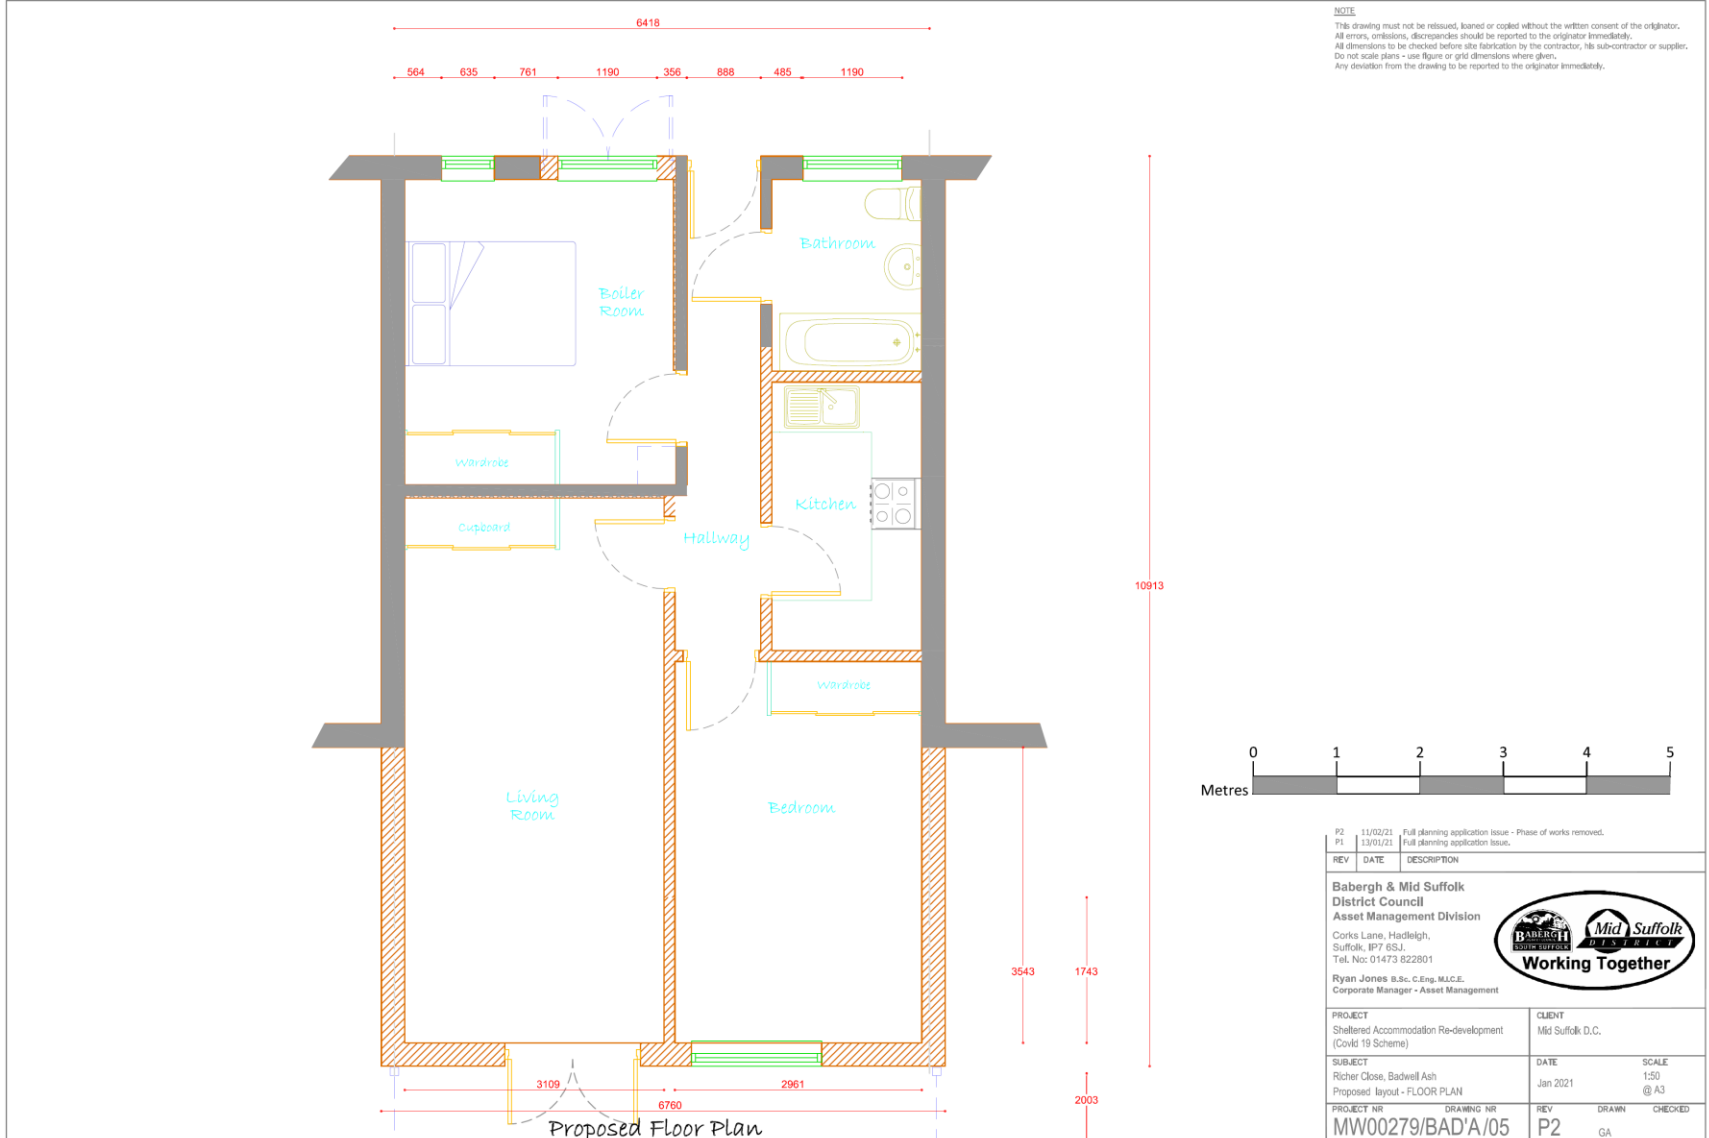 6418
564 635 761 1190 356 888 485 1190
NOTE
This drawing must not be reissued, loaned or copied without the written consent of the originator.
All errors, omissions, discrepancies should be reported to the originator immediately.
All dimensions to be checked before site fabrication by the contractor, his sub-contractor or supplier.
Do not scale plans - use figure or grid dimensions where given.
Any deviation from the drawing to be reported to the originator immediately.
Bathroom
Boiler
Room
Wardrobe
Kitchen
Cupboard
Hallway
10913
Wardrobe
Living
Room
Bedroom
0 1 2 3 4 5
Metres
3543
1743
2003
3109
2961
6760
Proposed Floor Plan
P2 11/02/21 Full planning application issue - Phase of works removed.
P1 13/01/21 Full planning application issue.
REV DATE DESCRIPTION
Babergh & Mid Suffolk
District Council
Asset Management Division
Corks Lane, Hadleigh,
Suffolk, IP7 6SJ.
Tel. No: 01473 822801
Ryan Jones B.Sc. C.Eng. M.I.C.E.
Corporate Manager - Asset Management
BABERGH
SOUTH SUFFOLK
Mid Suffolk
DISTRICT
Working Together
PROJECT
Sheltered Accommodation Re-development
(Covid 19 Scheme)
CLIENT
Mid Suffolk D.C.
SUBJECT
Richer Close, Badwell Ash
Proposed layout - FLOOR PLAN
DATE
Jan 2021
SCALE
1:50
@ A3
PROJECT NR DRAWING NR
MW00279/BAD'A/05
REV
P2
DRAWN
GA
CHECKED